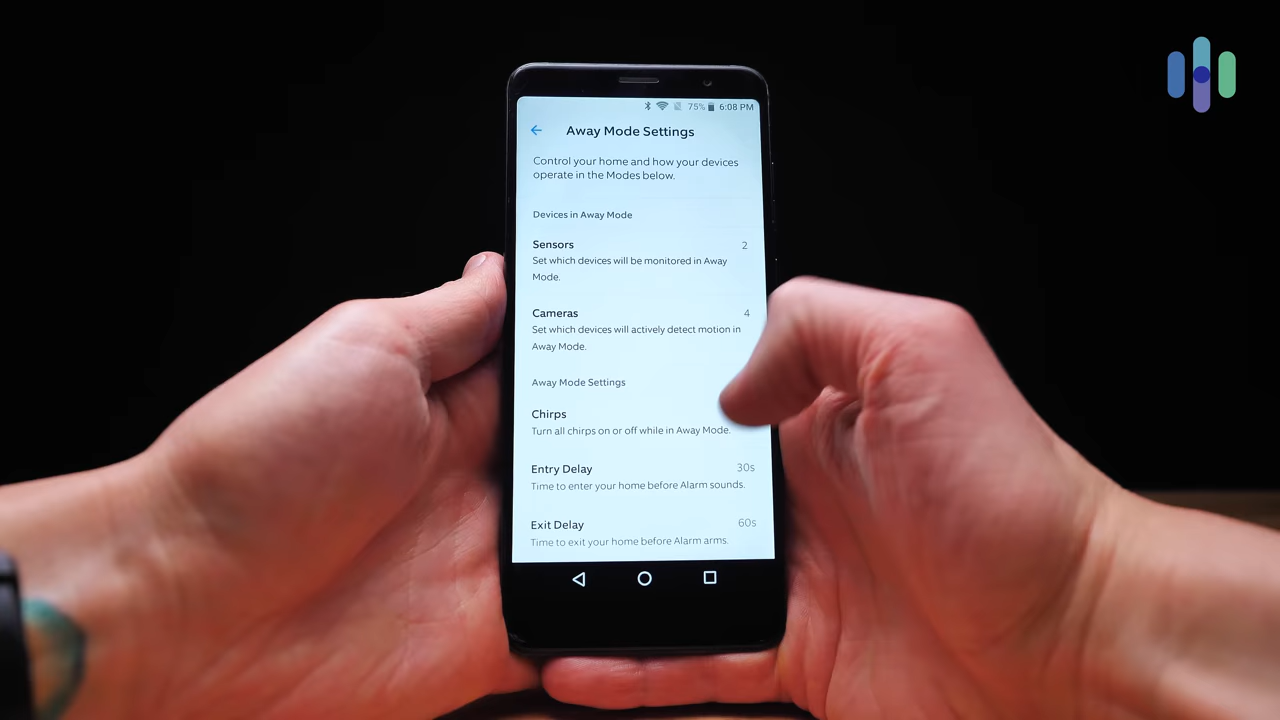 75% 6:08 PM
Away Mode Settings
Control your home and how your devices
operate in the Modes below.
Devices in Away Mode
Sensors 2
Set which devices will be monitored in Away
Mode.
Cameras 4
Set which devices will actively detect motion in
Away Mode.
Away Mode Settings
Chirps
Turn all chirps on or off while in Away Mode.
Entry Delay 30s
Time to enter your home before Alarm sounds.
Exit Delay 60s
Time to exit your home before Alarm arms.